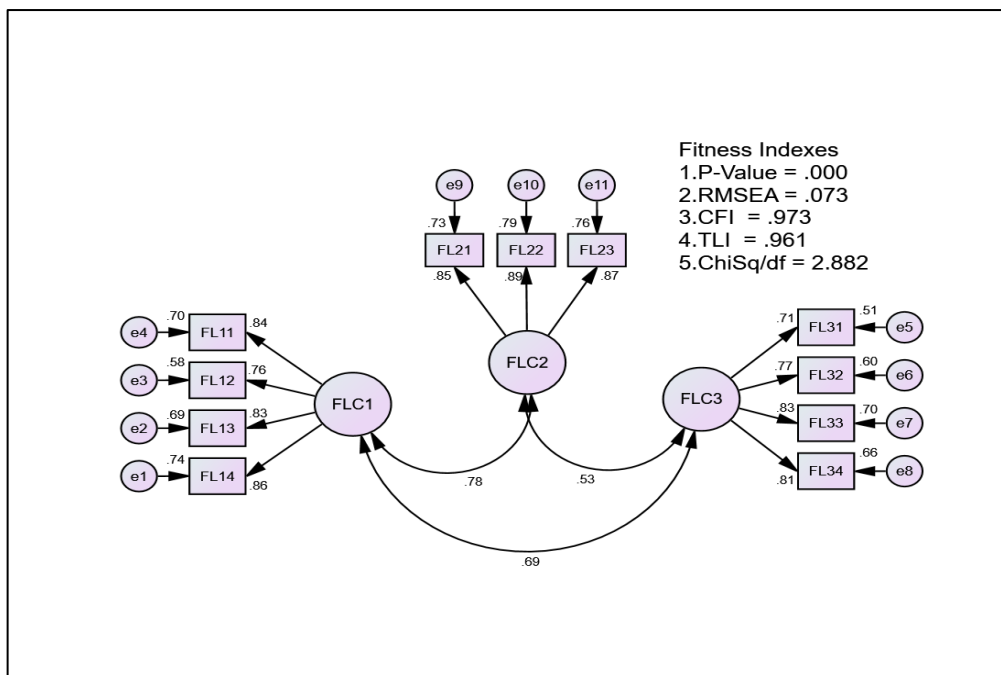 Fitness Indexes
1.P-Value = .000
2.RMSEA = .073
3.CFI = .973
4.TLI = .961
5.ChiSq/df = 2.882
e9
e10
e11
.73
.79
.76
FL21
FL22
FL23
.85
.89
.87
FLC2
e4
.70
FL11
.84
e3
.58
FL12
.76
e2
.69
FL13
.83
e1
.74
FL14
.86
FLC1
FLC3
.71
FL31
.51
e5
.77
FL32
.60
e6
.83
FL33
.70
e7
.81
FL34
.66
e8
.78
.53
.69